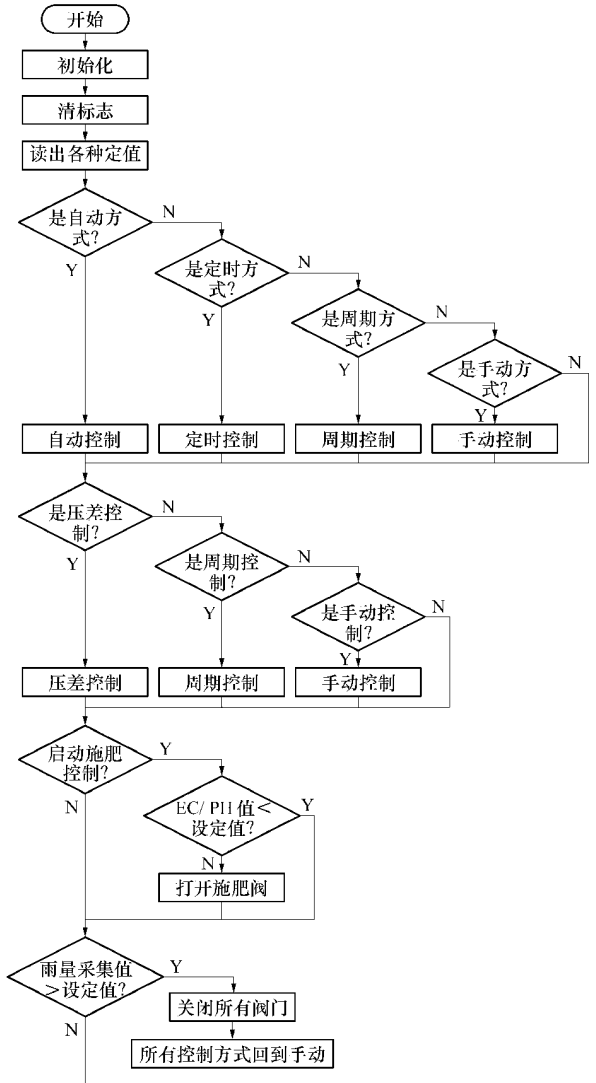 开始
初始化
清标志
读出各种定值
是自动方
式?
N
Y
是定时方
式?
N
Y
是周期方
式?
N
Y
是手动方
式?
N
Y
自动控制
定时控制
周期控制
手动控制
是压差控
制?
N
Y
是周期控
制?
N
Y
是手动控
制?
N
Y
压差控制
周期控制
手动控制
启动施肥
控制?
Y
N
EC/PH值<
设定值?
Y
N
打开施肥阀
雨量采集值
>设定值?
Y
N
关闭所有阀门
所有控制方式回到手动